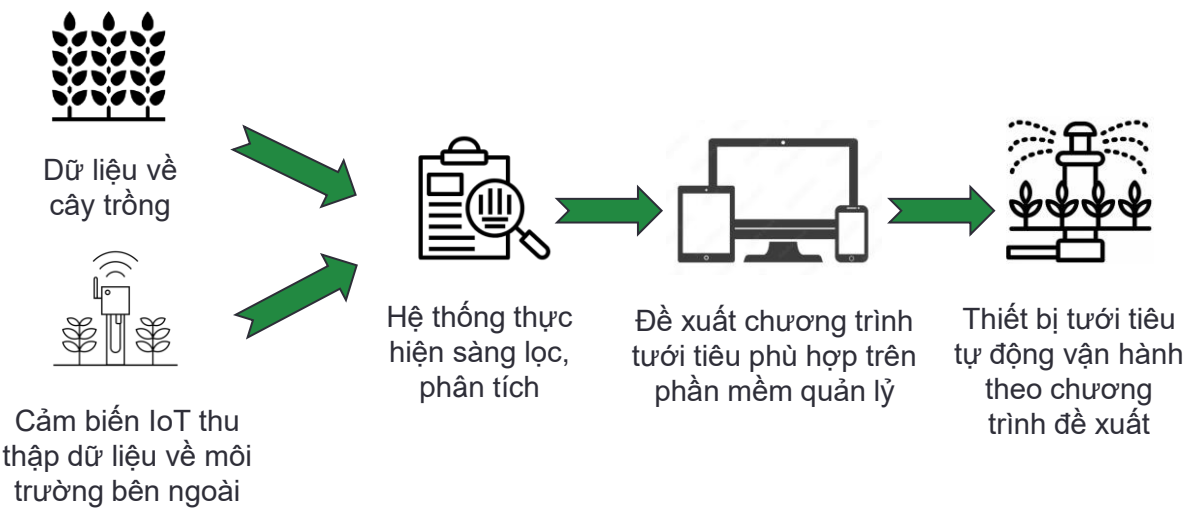 Dữ liệu về
cây trồng
Cảm biến IoT thu
thập dữ liệu về môi
trường bên ngoài
Hệ thống thực
hiện sàng lọc,
phân tích
Đề xuất chương trình
tưới tiêu phù hợp trên
phần mềm quản lý
Thiết bị tưới tiêu
tự động vận hành
theo chương
trình đề xuất